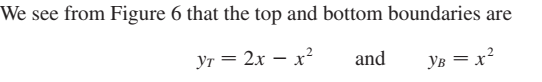 We see from Figure 6 that the top and bottom boundaries are
y_T = 2x − x² and y_B = x²